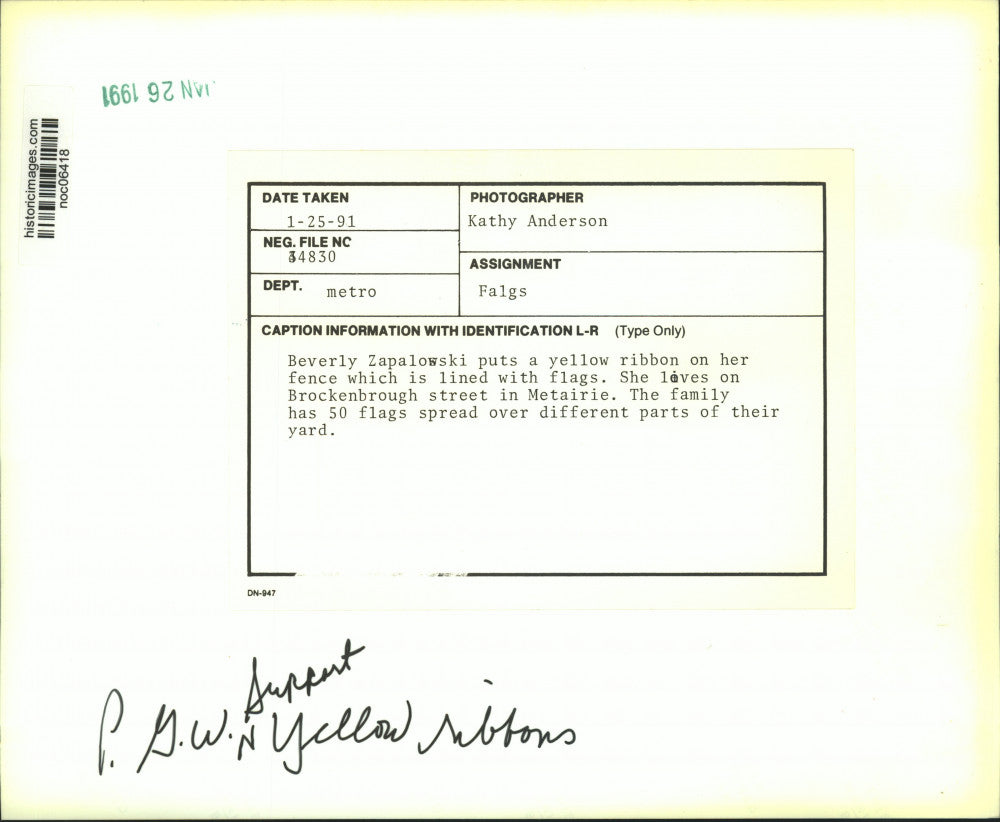 JAN 26 1991
historicimages.com
noc06418
DATE TAKEN
1-25-91
PHOTOGRAPHER
Kathy Anderson
NEG. FILE NO
34830
ASSIGNMENT
Falgs
DEPT. metro
CAPTION INFORMATION WITH IDENTIFICATION L-R (Type Only)
Beverly Zapalowski puts a yellow ribbon on her
fence which is lined with flags. She lives on
Brockenbrough street in Metairie. The family
has 50 flags spread over different parts of their
yard.
DN-947
Support
P. G.W. Yellow ribbons